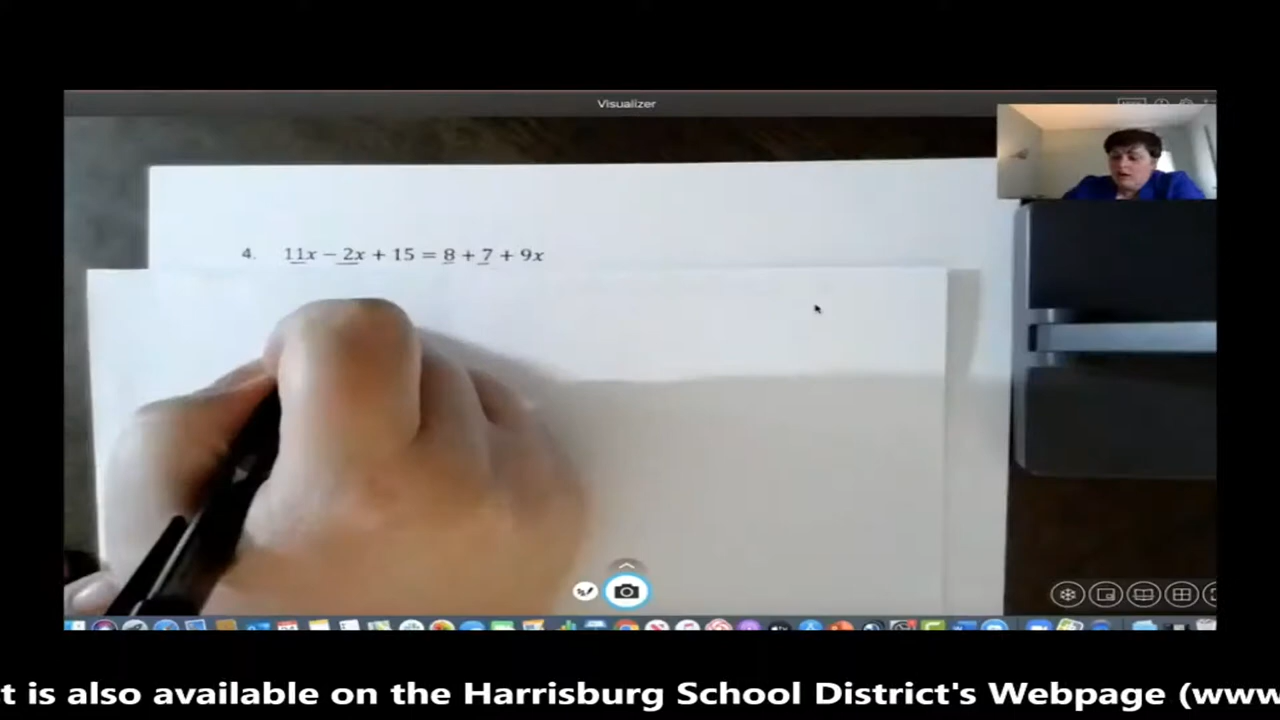 Visualizer
4. 11x − 2x + 15 = 8 + 7 + 9x
t is also available on the Harrisburg School District's Webpage (www